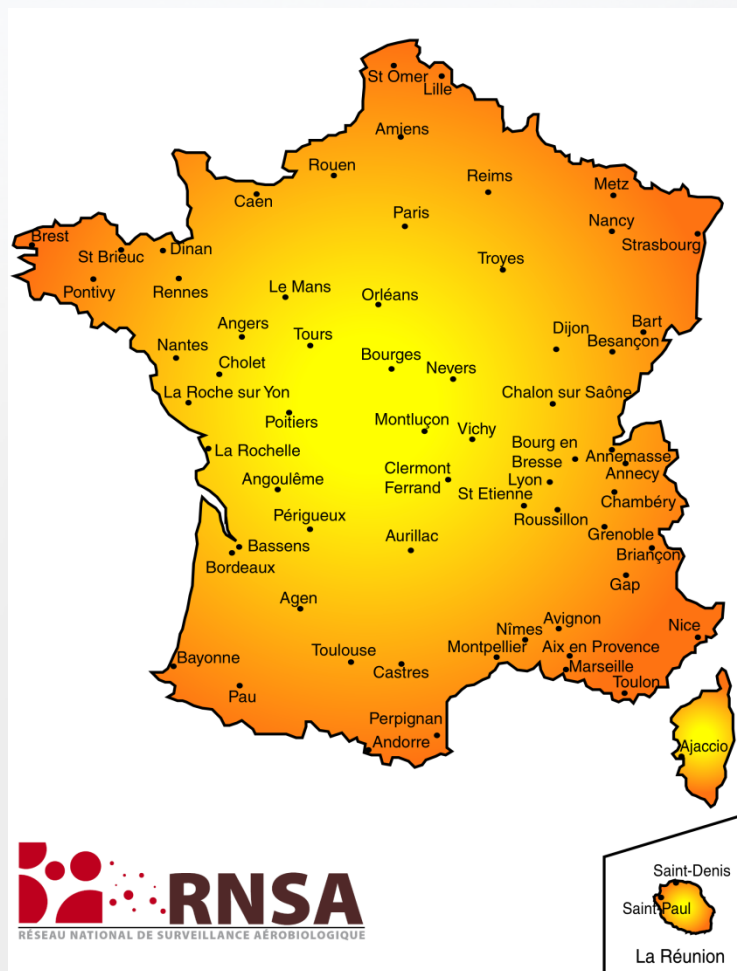 St Omer
Lille
Amiens
Rouen
Reims
Metz
Caen
Paris
Nancy
Brest
Strasbourg
St Brieuc
Dinan
Troyes
Pontivy
Rennes
Le Mans
Orléans
Angers
Tours
Dijon
Bart
Nantes
Besançon
Cholet
Bourges
Nevers
La Roche sur Yon
Chalon sur Saône
Poitiers
Montluçon
Vichy
La Rochelle
Bourg en
Bresse
Annemasse
Annecy
Angoulême
Clermont
Ferrand
Lyon
St Etienne
Chambéry
Périgueux
Roussillon
Aurillac
Grenoble
Bassens
Bordeaux
Briançon
Gap
Agen
Avignon
Nîmes
Nice
Bayonne
Toulouse
Montpellier
Aix en Provence
Castres
Marseille
Pau
Toulon
Perpignan
Andorre
Ajaccio
RNSA
RÉSEAU NATIONAL DE SURVEILLANCE AÉROBIOLOGIQUE
Saint-Denis
Saint-Paul
La Réunion